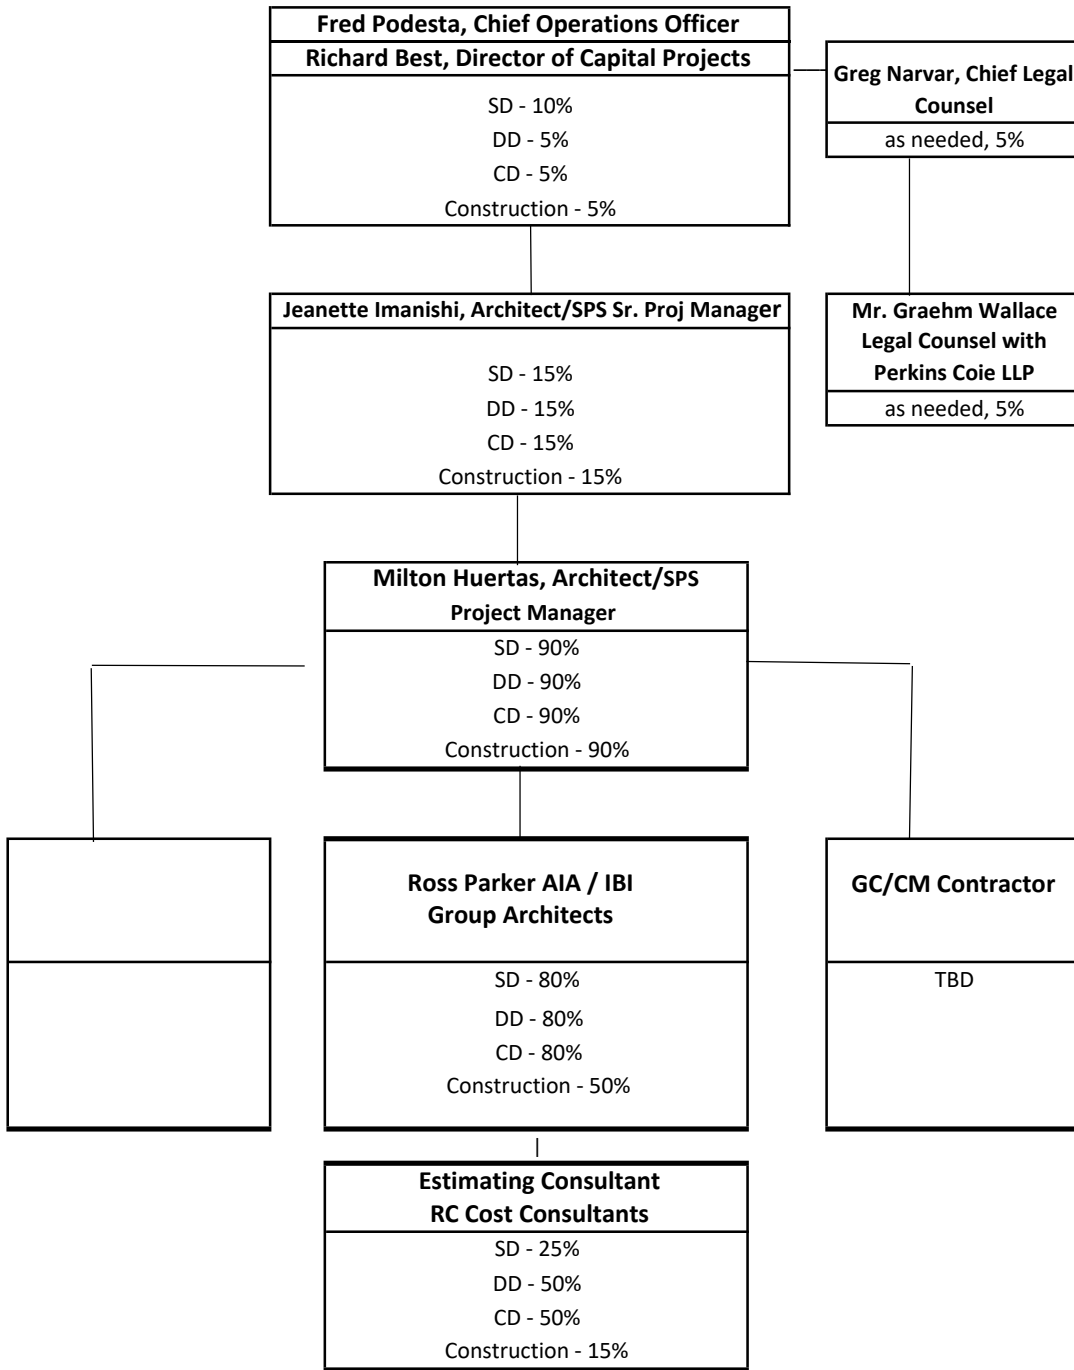 Fred Podesta, Chief Operations Officer
Richard Best, Director of Capital Projects
SD - 10%
DD - 5%
CD - 5%
Construction - 5%
Greg Narvar, Chief Legal
Counsel
as needed, 5%
Jeanette Imanishi, Architect/SPS Sr. Proj Manager
SD - 15%
DD - 15%
CD - 15%
Construction - 15%
Mr. Graehm Wallace
Legal Counsel with
Perkins Coie LLP
as needed, 5%
Milton Huertas, Architect/SPS
Project Manager
SD - 90%
DD - 90%
CD - 90%
Construction - 90%
Ross Parker AIA / IBI
Group Architects
SD - 80%
DD - 80%
CD - 80%
Construction - 50%
GC/CM Contractor
TBD
Estimating Consultant
RC Cost Consultants
SD - 25%
DD - 50%
CD - 50%
Construction - 15%